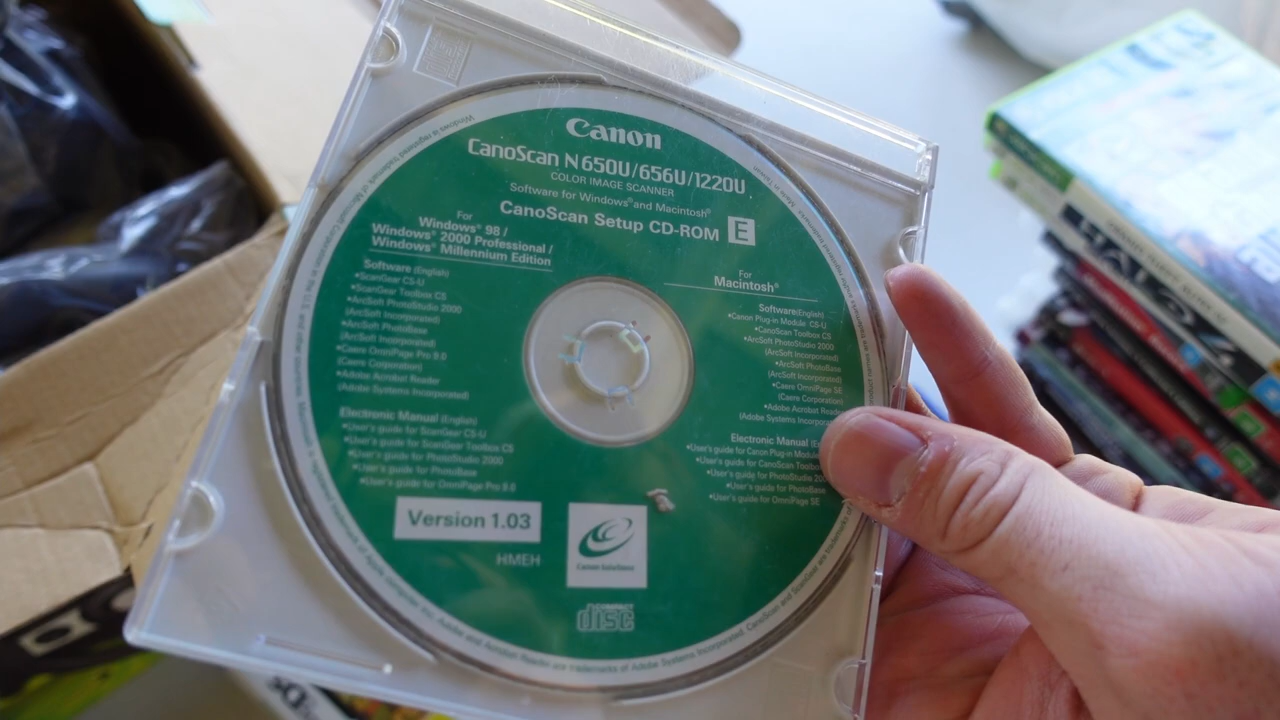 Canon
CanoScan N650U/656U/1220U
COLOR IMAGE SCANNER
Software for Windows® and Macintosh®
CanoScan Setup CD-ROM E
For
Windows® 98 /
Windows® 2000 Professional /
Windows® Millennium Edition
Software (English)
•ScanGear CS-U
•ScanGear Toolbox CS
•ArcSoft PhotoStudio 2000
(ArcSoft Incorporated)
•ArcSoft PhotoBase
(ArcSoft Incorporated)
•Caere OmniPage Pro 9.0
(Caere Corporation)
•Adobe Acrobat Reader
(Adobe Systems Incorporated)
Electronic Manual (English)
•User's guide for ScanGear CS-U
•User's guide for ScanGear Toolbox CS
•User's guide for PhotoStudio 2000
•User's guide for PhotoBase
•User's guide for OmniPage Pro 9.0
For
Macintosh®
Software(English)
•Canon Plug-in Module CS-U
•CanoScan Toolbox CS
•ArcSoft PhotoStudio 2000
(ArcSoft Incorporated)
•ArcSoft PhotoBase
(ArcSoft Incorporated)
•Caere OmniPage SE
(Caere Corporation)
•Adobe Acrobat Reader
(Adobe Systems
Electronic Manual
•User's guide for Canon Plug-in
•User's guide for CanoScan
•User's guide for PhotoStudio
•User's guide for PhotoBase
•User's guide for OmniPage SE
Version 1.03
HMEH
Canon Solutions
COMPACT
disc